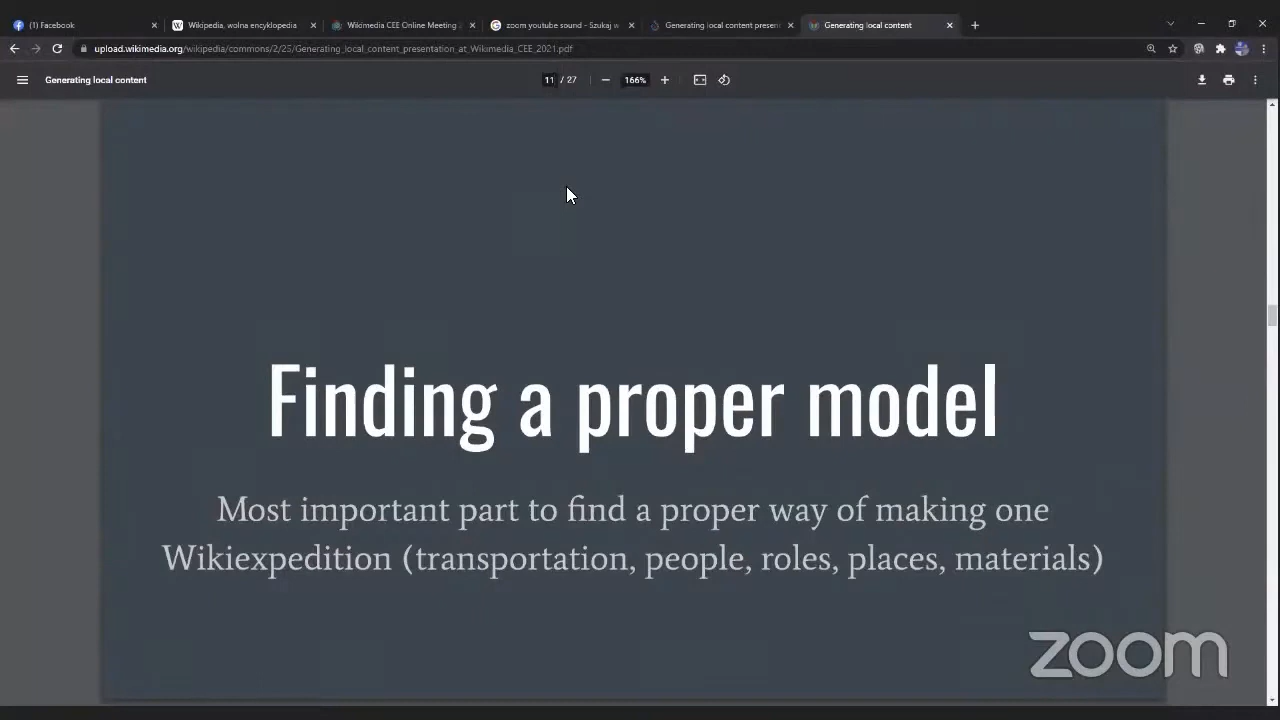 (1) Facebook
Wikipedia, wolna encyklopedia
Wikimedia CEE Online Meeting
zoom youtube sound - Szukaj w
Generating local content presen
Generating local content
upload.wikimedia.org/wikipedia/commons/2/25/Generating_local_content_presentation_at_Wikimedia_CEE_2021.pdf
Generating local content
11 / 27
166%
Finding a proper model
Most important part to find a proper way of making one
Wikiexpedition (transportation, people, roles, places, materials)
zoom